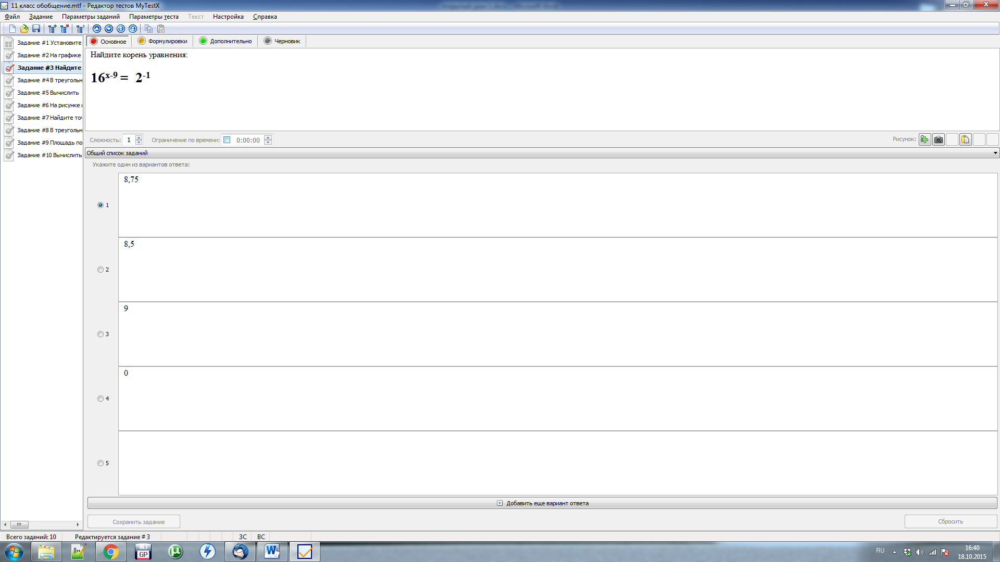 11 класс обобщение.mtf - Редактор тестов MyTestX
Файл Задание Параметры заданий Параметры теста Текст Настройка Справка
Задание #1 Установите
Задание #2 На графике
Задание #3 Найдите
Задание #4 В треугольн
Задание #5 Вычислить
Задание #6 На рисунке
Задание #7 Найдите точ
Задание #8 В треугольн
Задание #9 Площадь по
Задание #10 Вычислить
Основное Формулировки Дополнительно Черновик
Найдите корень уравнения:
16^x-9 = 2^-1
Сложность: 1 Ограничение по времени: 0:00:00 Рисунок:
Общий список заданий
Укажите один из вариантов ответа:
1 8,75
2 8,5
3 9
4 0
5
Добавить еще вариант ответа
Сохранить задание Сбросить
Всего заданий: 10 Редактируется задание # 3 ЗС ВС
GP
RU 16:40
18.10.2015